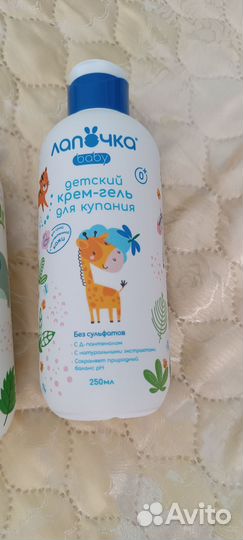 лапочка
baby
0+
детский
крем-гель
для купания
Без сульфатов
- С Д-пантенолом
- С натуральными экстрактами
- Сохраняет природный
баланс pH
250мл
Avito